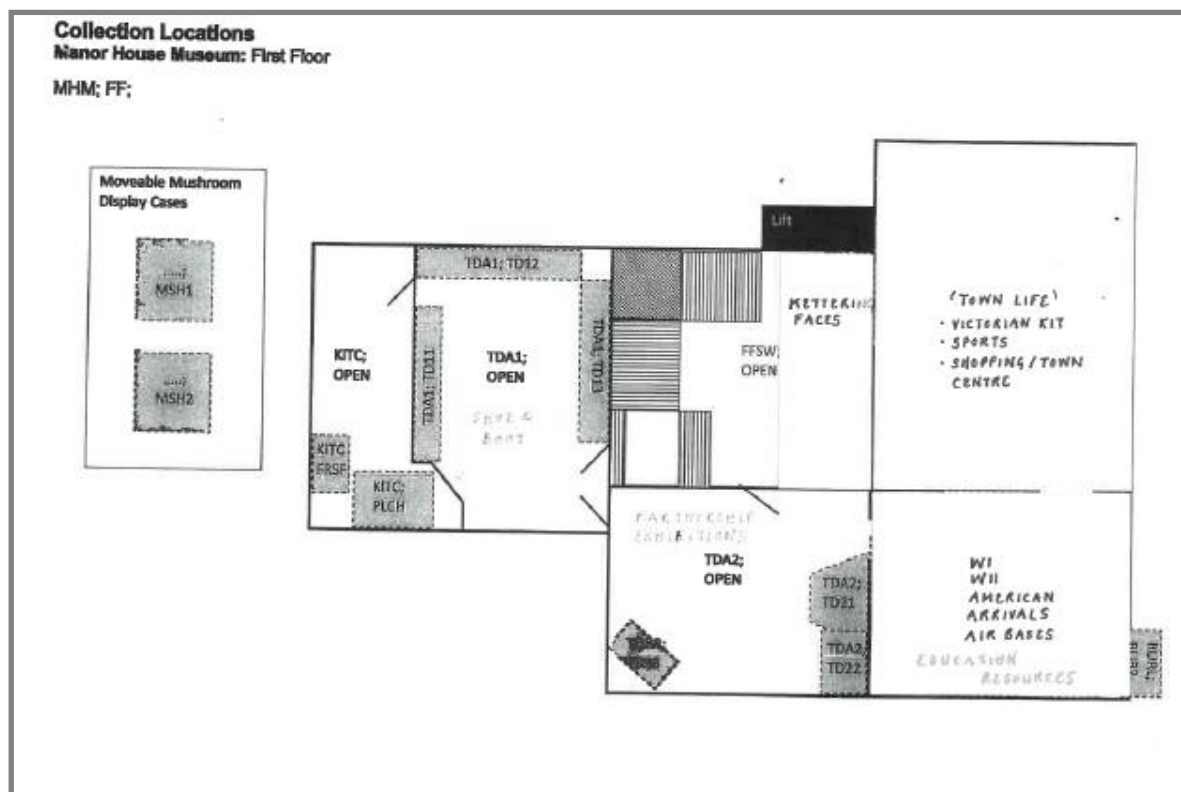 Collection Locations
Manor House Museum: First Floor
MHM; FF;
Moveable Mushroom
Display Cases
MSH1
MSH2
Lift
TDA1; TD12
KITC;
OPEN
TDA1; TD11
TDA1;
OPEN
SHOE &
BOOT
TDA1; TD13
FFSW;
OPEN
KETTERING
FACES
'TOWN LIFE'
· VICTORIAN KIT
· SPORTS
· SHOPPING / TOWN
CENTRE
KITC
FRSF
KITC;
PLCH
PARTNERSHIP
EXHIBITIONS
TDA2;
OPEN
TDA2;
TD21
TDA2
TD22
WI
WII
AMERICAN
ARRIVALS
AIR BASES
EDUCATION
RESOURCES